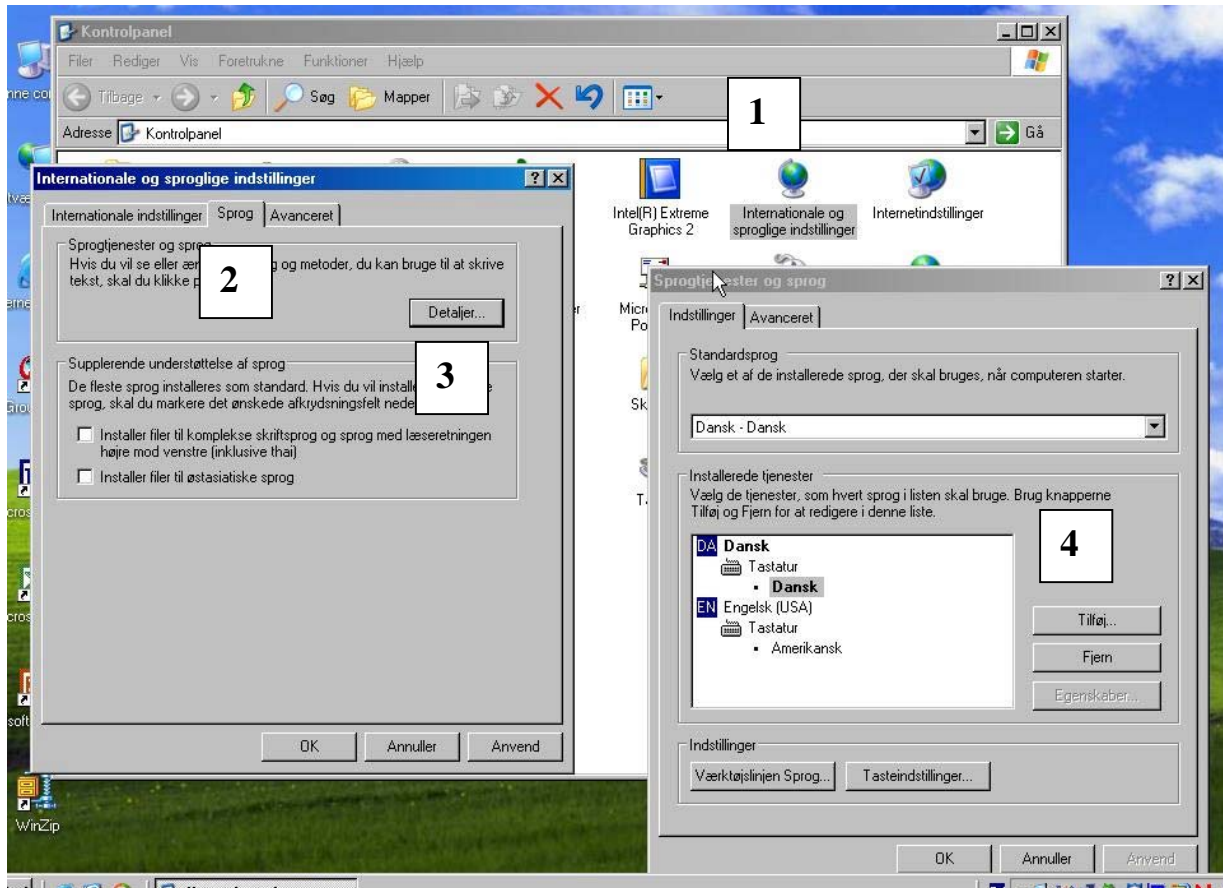 Kontrolpanel
Filer Rediger Vis Foretrukne Funktioner Hjælp
Tilbage Søg Mapper
1
Adresse Kontrolpanel Gå
Internationale og sproglige indstillinger
Internationale indstillinger Sprog Avanceret
Sprogtjenester og sprog
Hvis du vil se eller og metoder, du kan bruge til at skrive
tekst, skal du klikke
2
Detaljer...
Supplerende understøttelse af sprog
De fleste sprog installeres som standard. Hvis du vil
sprog, skal du markere det ønskede afkrydsningsfelt
3
Installer filer til komplekse skriftsprog og sprog med læseretningen
højre mod venstre (inklusive thai)
Installer filer til østasiatiske sprog
OK Annuller Anvend
Intel(R) Extreme
Graphics 2
Internationale og
sproglige indstillinger
Internetindstillinger
Sprogtjenester og sprog
Indstillinger Avanceret
Standardsprog
Vælg et af de installerede sprog, der skal bruges, når computeren starter.
Dansk - Dansk
Installerede tjenester
Vælg de tjenester, som hvert sprog i listen skal bruge. Brug knapperne
Tilføj og Fjern for at redigere i denne liste.
4
DA Dansk
Tastatur
Dansk
EN Engelsk (USA)
Tastatur
Amerikansk
Tilføj...
Fjern
Egenskaber...
Indstillinger
Værktøjslinjen Sprog... Tasteindstillinger...
OK Annuller Anvend
WinZip